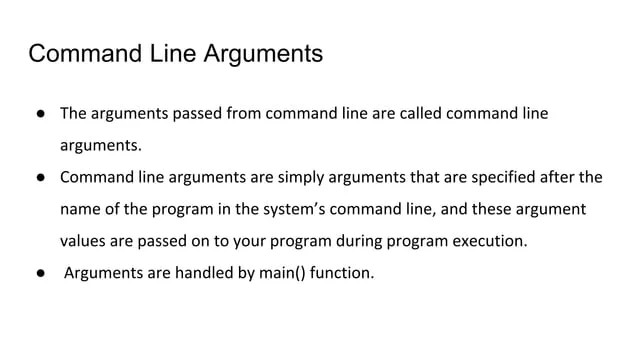 Command Line Arguments
● The arguments passed from command line are called command line
arguments.
● Command line arguments are simply arguments that are specified after the
name of the program in the system’s command line, and these argument
values are passed on to your program during program execution.
● Arguments are handled by main() function.